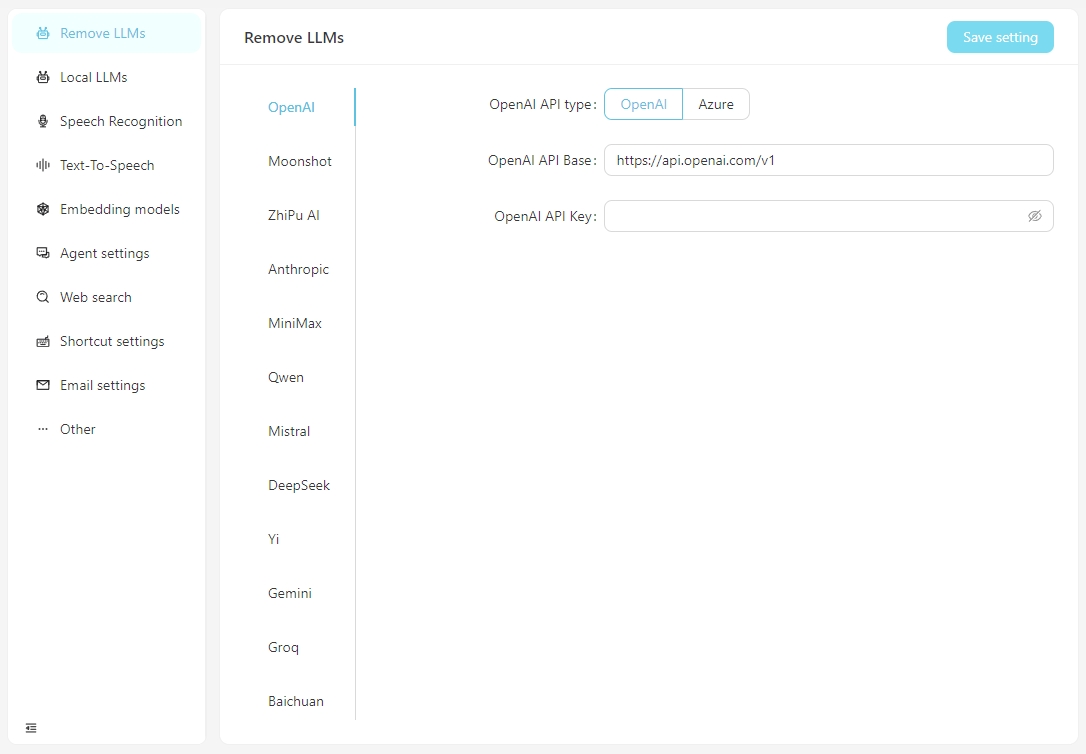 Remove LLMs
Local LLMs
Speech Recognition
Text-To-Speech
Embedding models
Agent settings
Web search
Shortcut settings
Email settings
Other
Remove LLMs
Save setting
OpenAI
Moonshot
ZhiPu AI
Anthropic
MiniMax
Qwen
Mistral
DeepSeek
Yi
Gemini
Groq
Baichuan
OpenAI API type: OpenAI Azure
OpenAI API Base: https://api.openai.com/v1
OpenAI API Key: